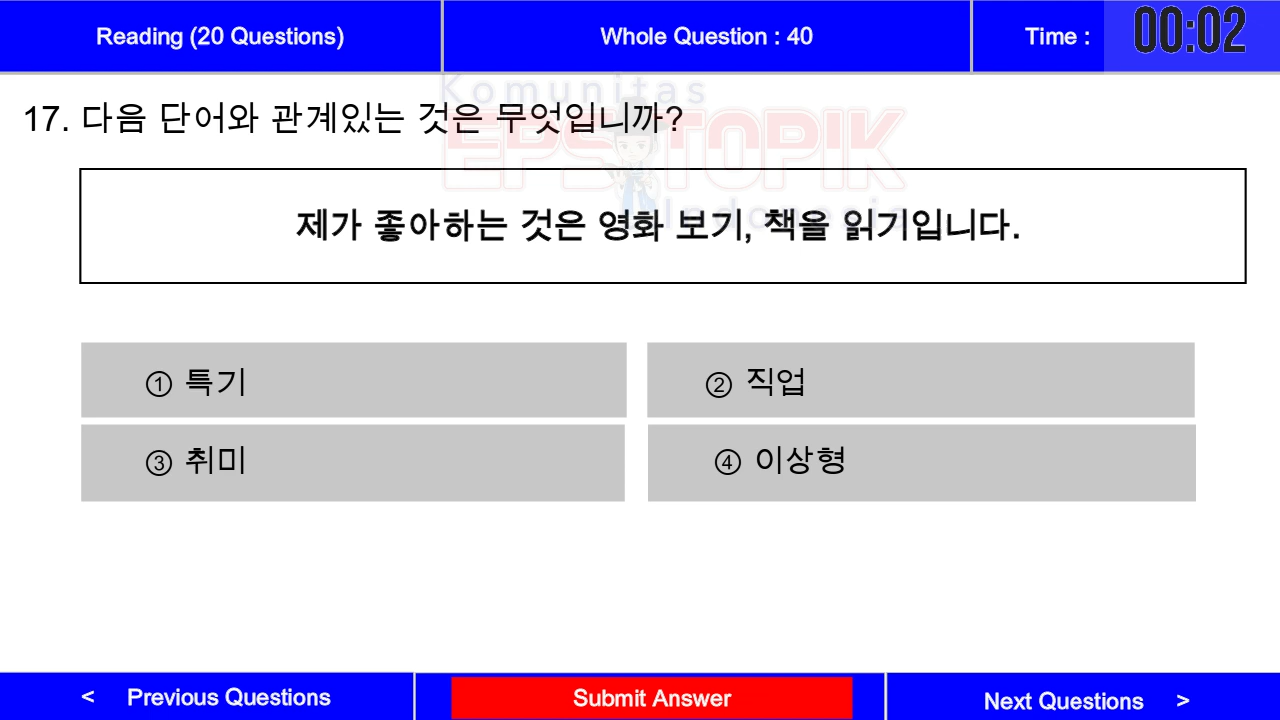 Reading (20 Questions)
Whole Question : 40
Time :
00:02
Komunitas
EPS TOPIK
Indonesia
17. 다음 단어와 관계있는 것은 무엇입니까?
제가 좋아하는 것은 영화 보기, 책을 읽기입니다.
① 특기
② 직업
③ 취미
④ 이상형
< Previous Questions
Submit Answer
Next Questions >